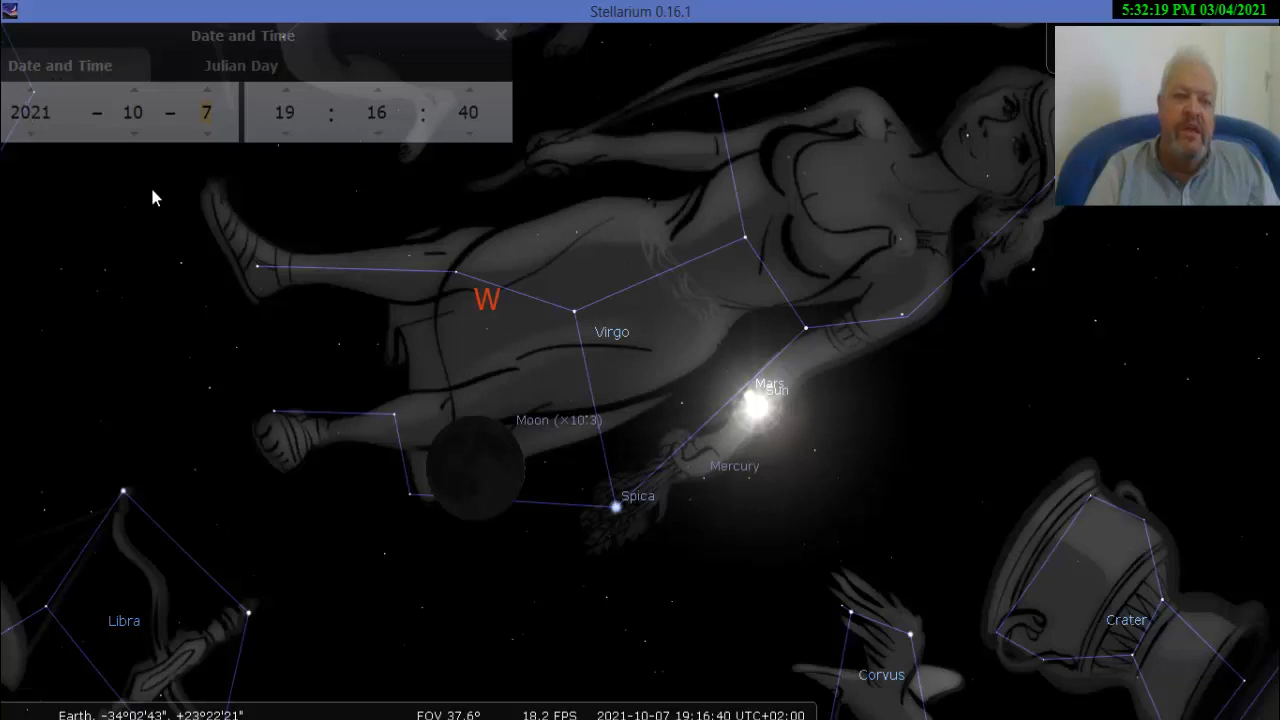 Stellarium 0.16.1
5:32:19 PM 03/04/2021
Date and Time
Date and Time Julian Day
2021 - 10 - 7 19 : 16 : 40
W
Virgo
Mars
Sun
Moon (×10.3)
Mercury
Spica
Libra
Crater
Corvus
Earth, -34°02'43", +23°22'21" FOV 37.6° 18.2 FPS 2021-10-07 19:16:40 UTC+02:00